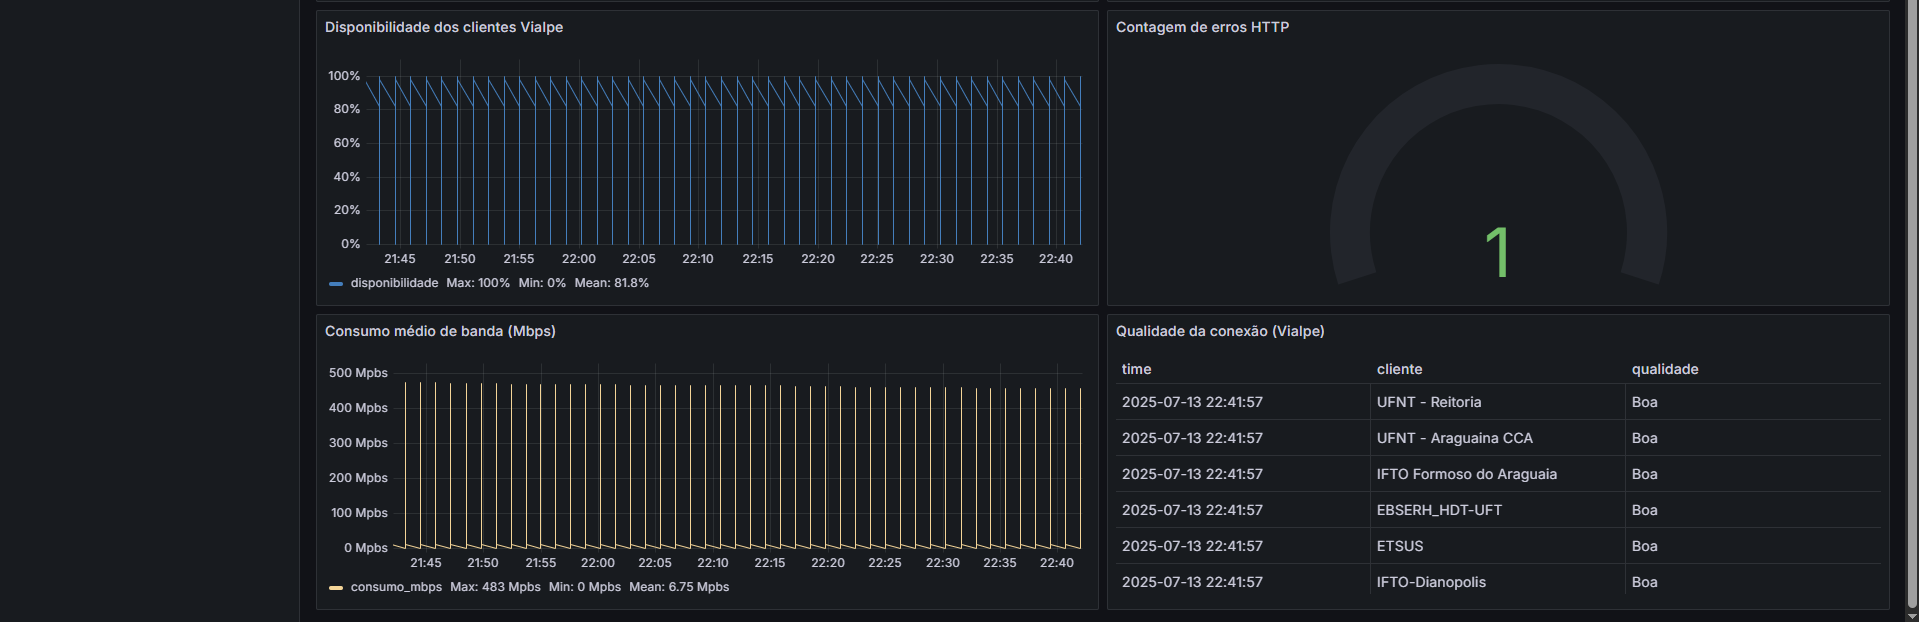 Disponibilidade dos clientes Vialpe
100%
80%
60%
40%
20%
0%
21:45 21:50 21:55 22:00 22:05 22:10 22:15 22:20 22:25 22:30 22:35 22:40
disponibilidade Max: 100% Min: 0% Mean: 81.8%
Contagem de erros HTTP
1
Consumo médio de banda (Mbps)
500 Mpbs
400 Mpbs
300 Mpbs
200 Mpbs
100 Mpbs
0 Mpbs
21:45 21:50 21:55 22:00 22:05 22:10 22:15 22:20 22:25 22:30 22:35 22:40
consumo_mbps Max: 483 Mpbs Min: 0 Mpbs Mean: 6.75 Mpbs
Qualidade da conexão (Vialpe)
time cliente qualidade
2025-07-13 22:41:57 UFNT - Reitoria Boa
2025-07-13 22:41:57 UFNT - Araguaina CCA Boa
2025-07-13 22:41:57 IFTO Formoso do Araguaia Boa
2025-07-13 22:41:57 EBSERH_HDT-UFT Boa
2025-07-13 22:41:57 ETSUS Boa
2025-07-13 22:41:57 IFTO-Dianopolis Boa